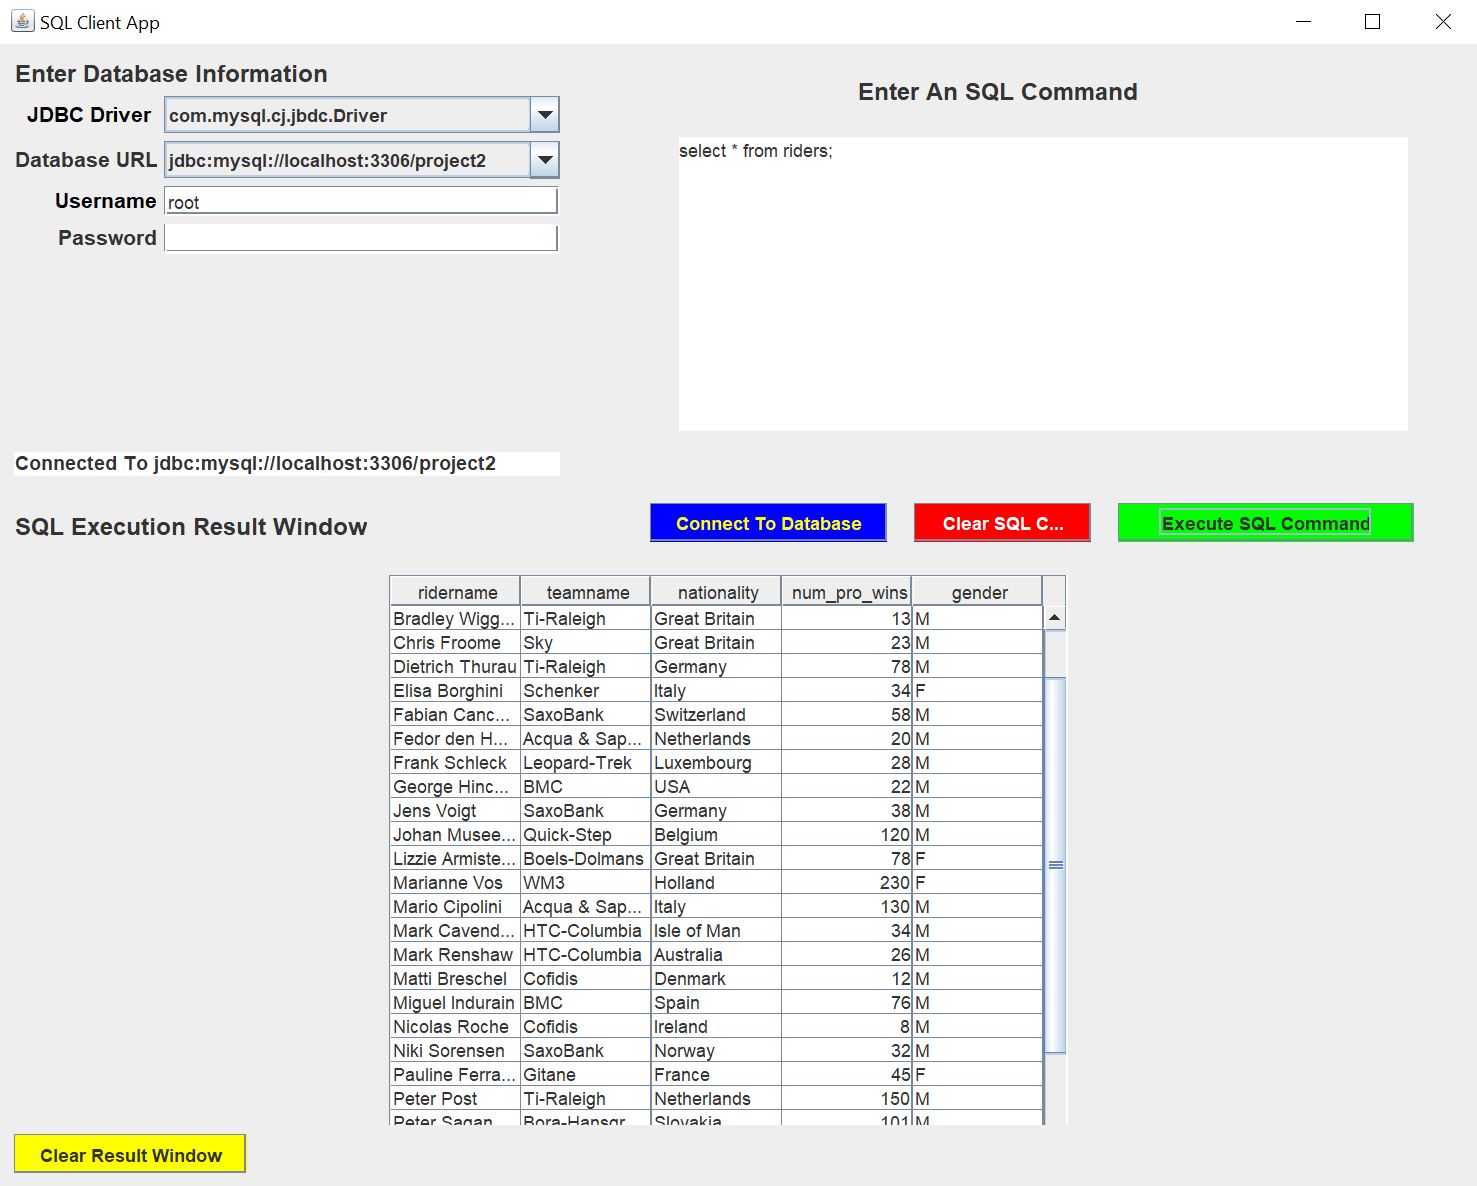 SQL Client App
Enter Database Information
Enter An SQL Command
JDBC Driver com.mysql.cj.jbdc.Driver
Database URL jdbc:mysql://localhost:3306/project2
select * from riders;
Username root
Password
Connected To jdbc:mysql://localhost:3306/project2
SQL Execution Result Window
Connect To Database Clear SQL C... Execute SQL Command
ridername teamname nationality num_pro_wins gender
Bradley Wigg... Ti-Raleigh Great Britain 13 M
Chris Froome Sky Great Britain 23 M
Dietrich Thurau Ti-Raleigh Germany 78 M
Elisa Borghini Schenker Italy 34 F
Fabian Canc... SaxoBank Switzerland 58 M
Fedor den H... Acqua & Sap... Netherlands 20 M
Frank Schleck Leopard-Trek Luxembourg 28 M
George Hinc... BMC USA 22 M
Jens Voigt SaxoBank Germany 38 M
Johan Musee... Quick-Step Belgium 120 M
Lizzie Armiste... Boels-Dolmans Great Britain 78 F
Marianne Vos WM3 Holland 230 F
Mario Cipolini Acqua & Sap... Italy 130 M
Mark Cavend... HTC-Columbia Isle of Man 34 M
Mark Renshaw HTC-Columbia Australia 26 M
Matti Breschel Cofidis Denmark 12 M
Miguel Indurain BMC Spain 76 M
Nicolas Roche Cofidis Ireland 8 M
Niki Sorensen SaxoBank Norway 32 M
Pauline Ferra... Gitane France 45 F
Peter Post Ti-Raleigh Netherlands 150 M
Peter Sagan Bora-Hansgr Slovakia 101 M
Clear Result Window